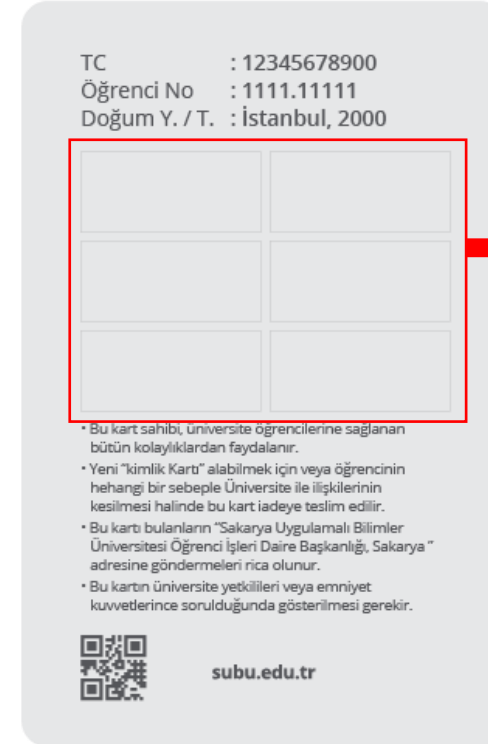 TC : 12345678900
Öğrenci No : 1111.11111
Doğum Y. / T. : İstanbul, 2000
• Bu kart sahibi, üniversite öğrencilerine sağlanan
bütün kolaylıklardan faydalanır.
• Yeni “kimlik Kartı” alabilmek için veya öğrencinin
hehangi bir sebeple Üniversite ile ilişkilerinin
kesilmesi halinde bu kart iadeye teslim edilir.
• Bu kartı bulanların “Sakarya Uygulamalı Bilimler
Üniversitesi Öğrenci İşleri Daire Başkanlığı, Sakarya ”
adresine göndermeleri rica olunur.
• Bu kartın üniversite yetkilileri veya emniyet
kuvvetlerince sorulduğunda gösterilmesi gerekir.
subu.edu.tr